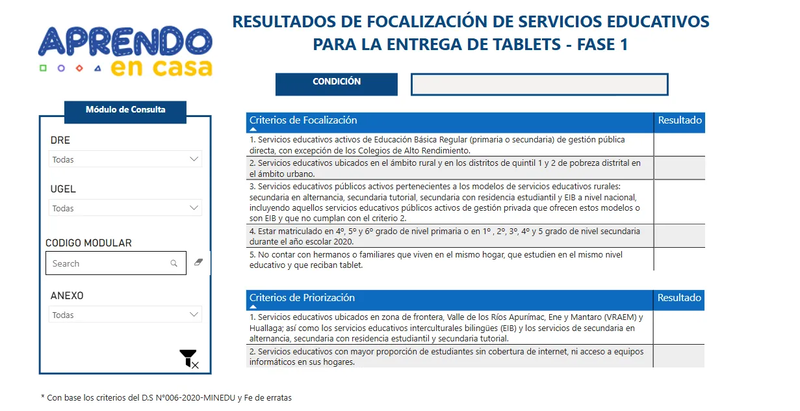 APRENDO
en casa
RESULTADOS DE FOCALIZACIÓN DE SERVICIOS EDUCATIVOS
PARA LA ENTREGA DE TABLETS - FASE 1
CONDICIÓN
Módulo de Consulta
DRE
Todas
UGEL
Todas
CODIGO MODULAR
Search
ANEXO
Todas
Criterios de Focalización Resultado
1. Servicios educativos activos de Educación Básica Regular (primaria o secundaria) de gestión pública
directa, con excepción de los Colegios de Alto Rendimiento.
2. Servicios educativos ubicados en el ámbito rural y en los distritos de quintil 1 y 2 de pobreza distrital en
el ámbito urbano.
3. Servicios educativos públicos activos pertenecientes a los modelos de servicios educativos rurales:
secundaria en alternancia, secundaria tutorial, secundaria con residencia estudiantil y EIB a nivel nacional,
incluyendo aquellos servicios educativos públicos activos de gestión privada que ofrecen estos modelos o
son EIB y que no cumplan con el criterio 2.
4. Estar matriculado en 4º, 5º y 6º grado de nivel primaria o en 1º , 2º, 3º, 4º y 5 grado de nivel secundaria
durante el año escolar 2020.
5. No contar con hermanos o familiares que viven en el mismo hogar, que estudien en el mismo nivel
educativo y que reciban tablet.
Criterios de Priorización Resultado
1. Servicios educativos ubicados en zona de frontera, Valle de los Ríos Apurímac, Ene y Mantaro (VRAEM) y
Huallaga; así como los servicios educativos interculturales bilingües (EIB) y los servicios de secundaria en
alternancia, secundaria con residencia estudiantil y secundaria tutorial.
2. Servicios educativos con mayor proporción de estudiantes sin cobertura de internet, ni acceso a equipos
informáticos en sus hogares.
* Con base los criterios del D.S N°006-2020-MINEDU y Fe de erratas